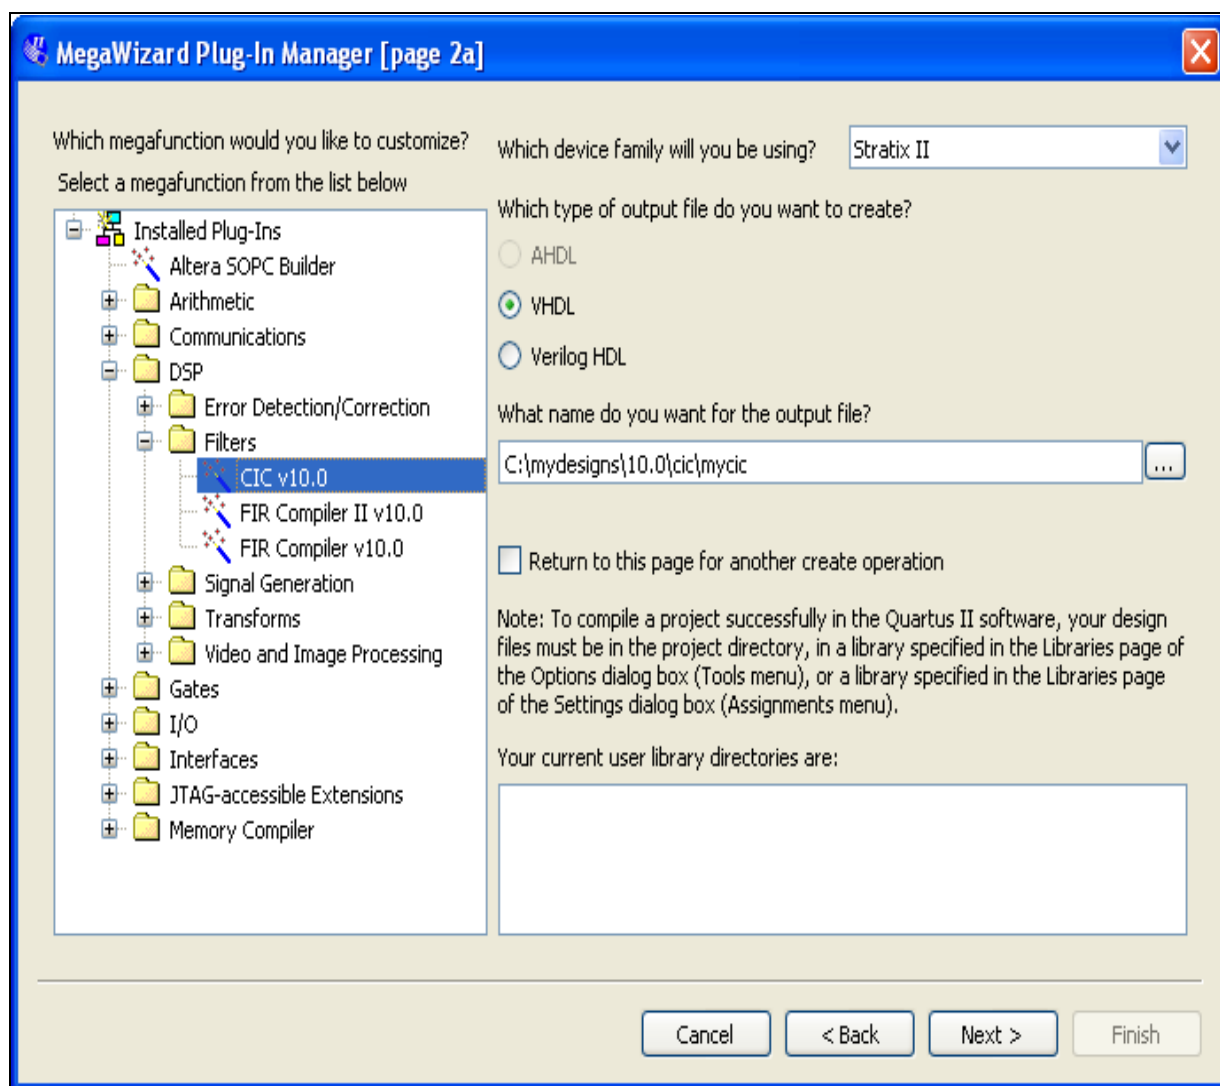 MegaWizard Plug-In Manager [page 2a]
Which megafunction would you like to customize?
Select a megafunction from the list below
Installed Plug-Ins
Altera SOPC Builder
Arithmetic
Communications
DSP
Error Detection/Correction
Filters
CIC v10.0
FIR Compiler II v10.0
FIR Compiler v10.0
Signal Generation
Transforms
Video and Image Processing
Gates
I/O
Interfaces
JTAG-accessible Extensions
Memory Compiler
Which device family will you be using?
Stratix II
Which type of output file do you want to create?
AHDL
VHDL
Verilog HDL
What name do you want for the output file?
C:\mydesigns\10.0\cic\mycic
...
Return to this page for another create operation
Note: To compile a project successfully in the Quartus II software, your design
files must be in the project directory, in a library specified in the Libraries page of
the Options dialog box (Tools menu), or a library specified in the Libraries page
of the Settings dialog box (Assignments menu).
Your current user library directories are:
Cancel
< Back
Next >
Finish